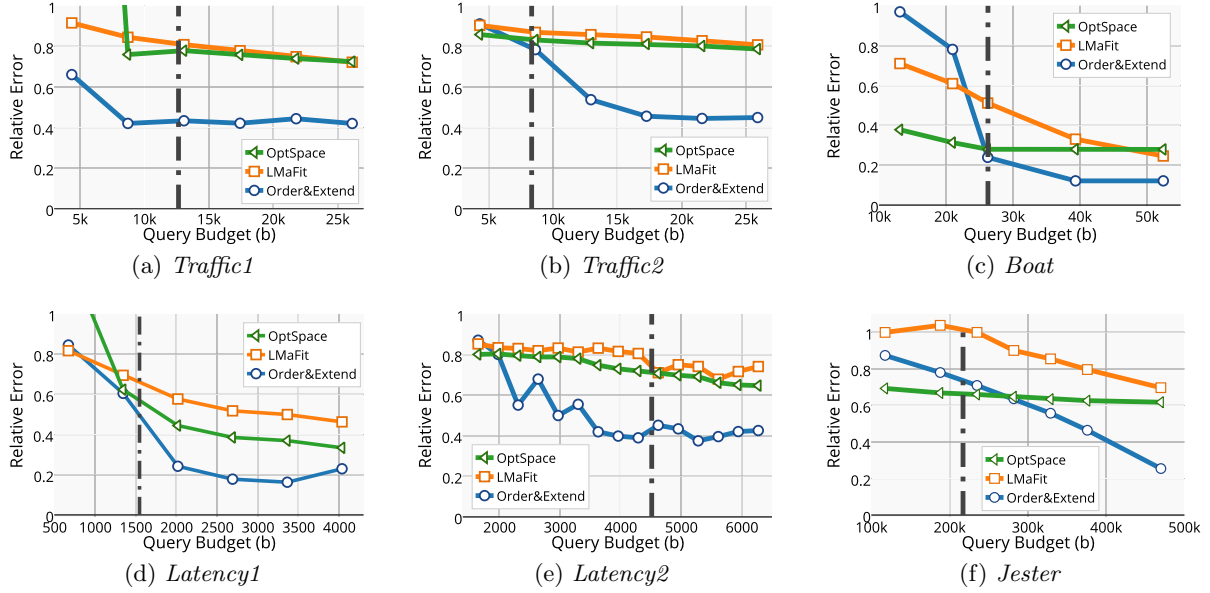 1
0.8
0.6
0.4
0.2
0
Relative Error
5k 10k 15k 20k 25k
Query Budget (b)
OptSpace
LMaFit
Order&Extend
(a) Traffic1
1
0.8
0.6
0.4
0.2
0
Relative Error
5k 10k 15k 20k 25k
Query Budget (b)
OptSpace
LMaFit
Order&Extend
(b) Traffic2
1
0.8
0.6
0.4
0.2
0
Relative Error
10k 20k 30k 40k 50k
Query Budget (b)
OptSpace
LMaFit
Order&Extend
(c) Boat
1
0.8
0.6
0.4
0.2
0
Relative Error
500 1000 1500 2000 2500 3000 3500 4000
Query Budget (b)
OptSpace
LMaFit
Order&Extend
(d) Latency1
1
0.8
0.6
0.4
0.2
0
Relative Error
2000 3000 4000 5000 6000
Query Budget (b)
OptSpace
LMaFit
Order&Extend
(e) Latency2
1
0.8
0.6
0.4
0.2
0
Relative Error
100k 200k 300k 400k 500k
Query Budget (b)
OptSpace
LMaFit
Order&Extend
(f) Jester